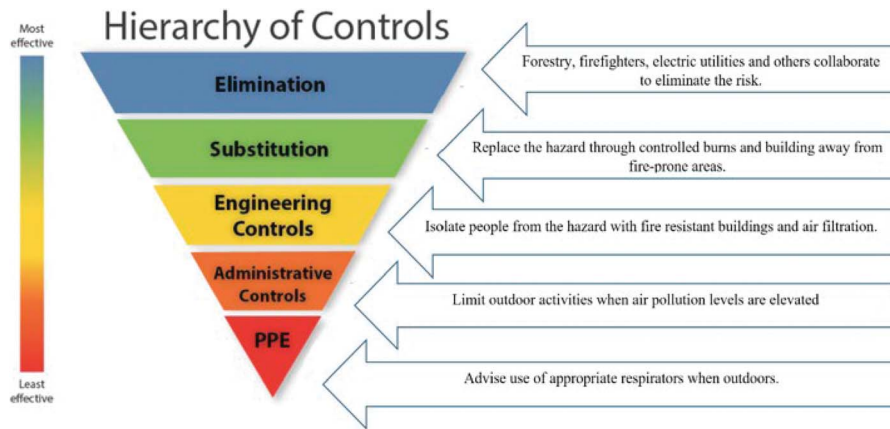 Hierarchy of Controls
Most
effective
Elimination
Forestry, firefighters, electric utilities and others collaborate
to eliminate the risk.
Substitution
Replace the hazard through controlled burns and building away from
fire-prone areas.
Engineering
Controls
Isolate people from the hazard with fire resistant buildings and air filtration.
Administrative
Controls
Limit outdoor activities when air pollution levels are elevated
PPE
Advise use of appropriate respirators when outdoors.
Least
effective